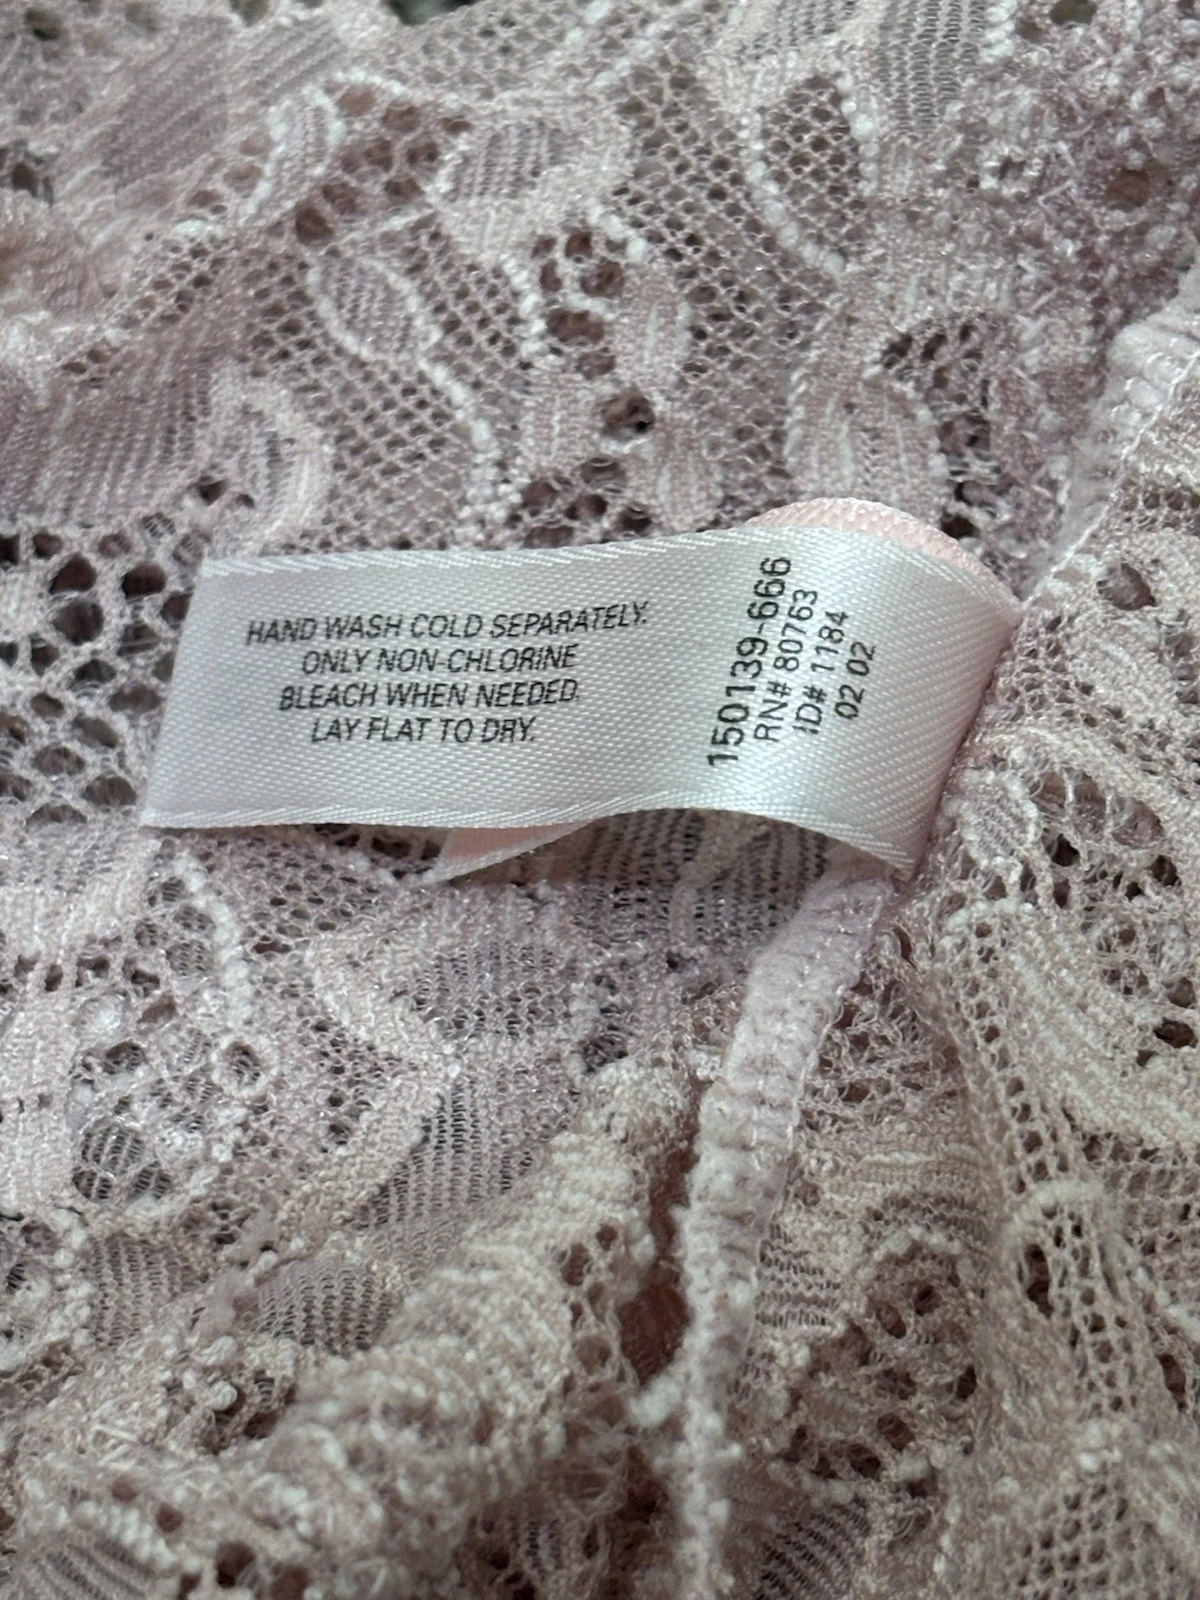 HAND WASH COLD SEPARATELY.
ONLY NON-CHLORINE
BLEACH WHEN NEEDED.
LAY FLAT TO DRY.
150139-666
RN# 80763
ID# 1184
02 02